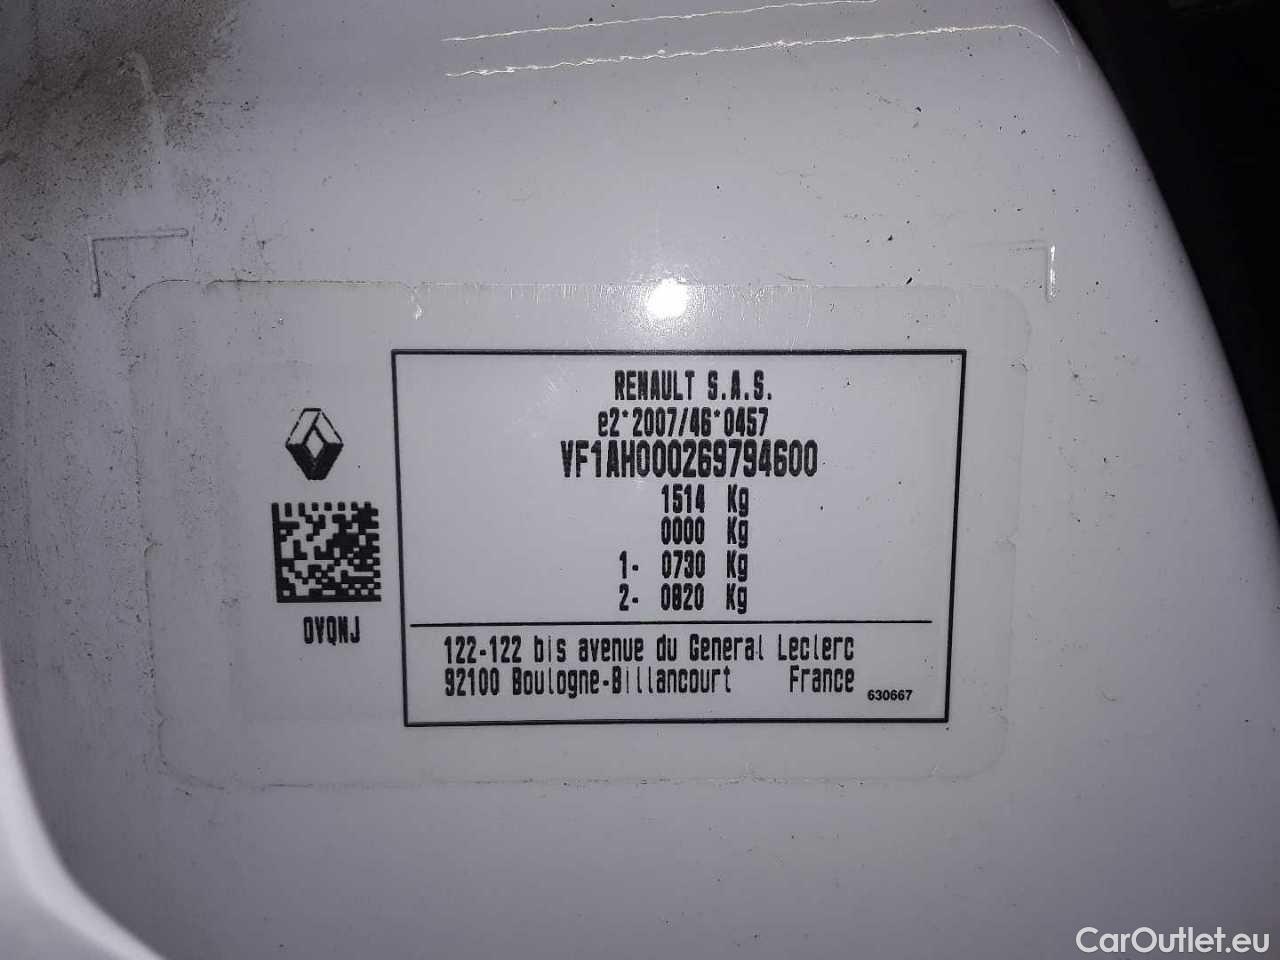 RENAULT S.A.S.
e2*2007/46*0457
VF1AH000269794600
1514 Kg
0000 Kg
1- 0730 Kg
2- 0820 Kg
OVQNJ
122-122 bis avenue du General Leclerc
92100 Boulogne-Billancourt France
630667
CarOutlet.eu